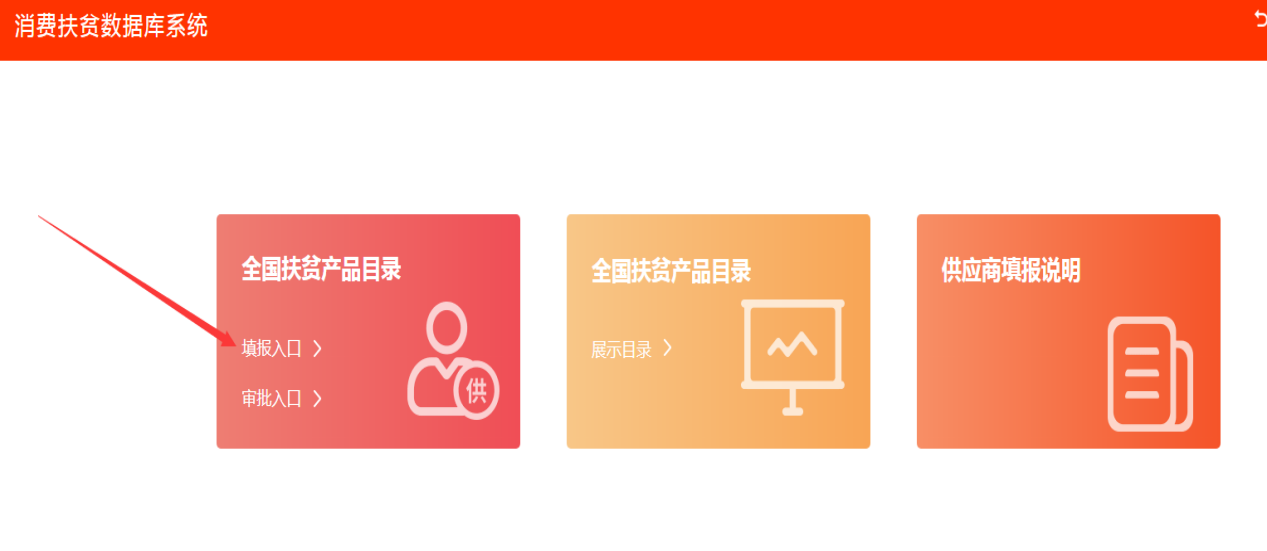 消费扶贫数据库系统
全国扶贫产品目录
填报入口
审批入口
供
全国扶贫产品目录
展示目录
供应商填报说明